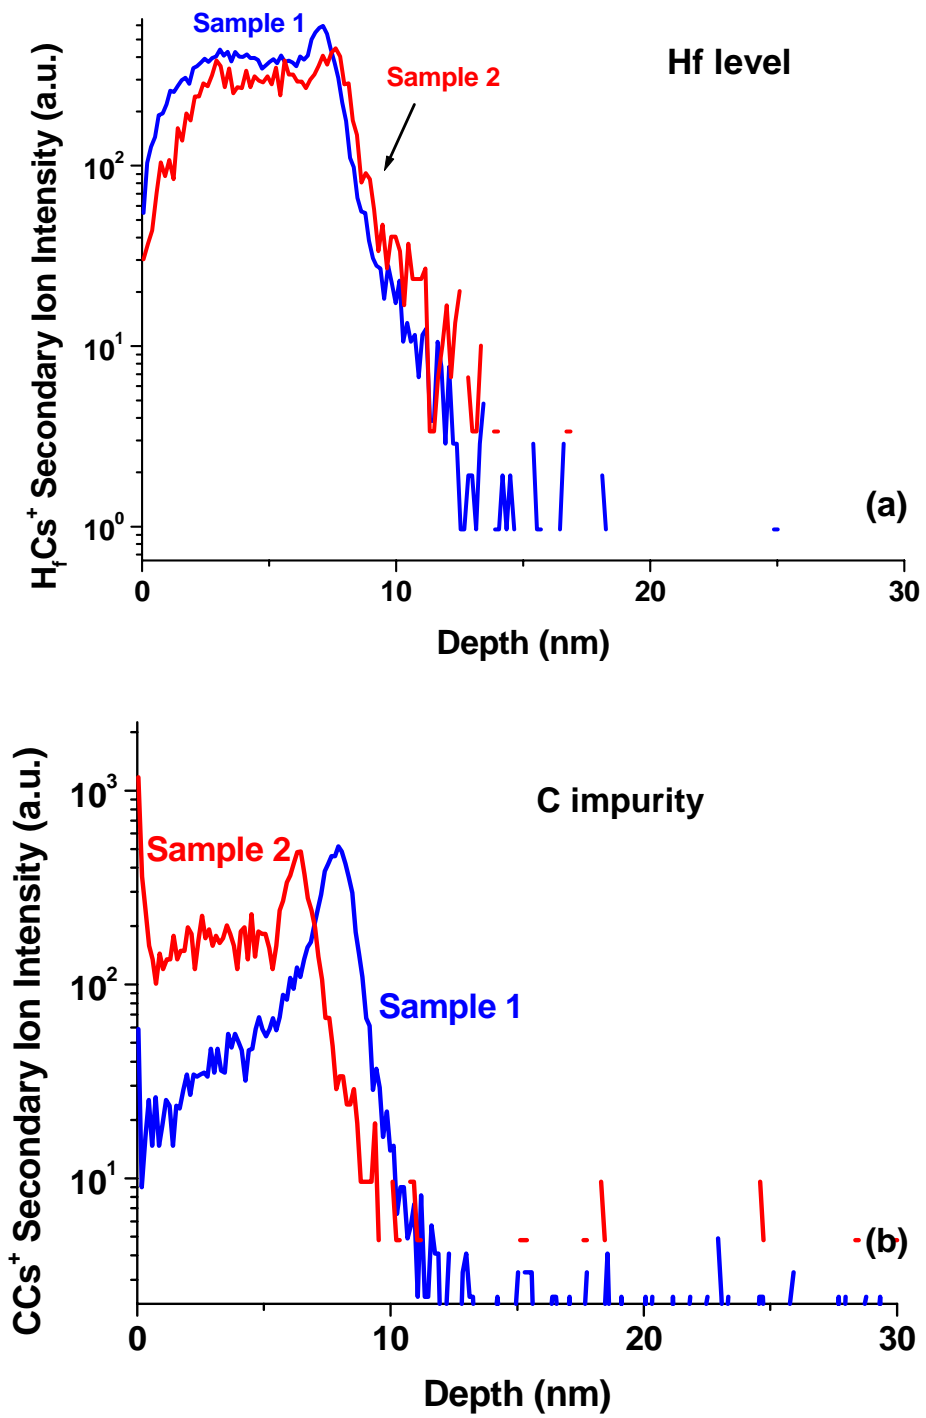 Sample 1
Hf level
Sample 2
10²
10¹
10⁰
HfCs⁺ Secondary Ion Intensity (a.u.)
(a)
0 10 20 30
Depth (nm)
10³
10²
10¹
CCs⁺ Secondary Ion Intensity (a.u.)
C impurity
Sample 2
Sample 1
(b)
0 10 20 30
Depth (nm)